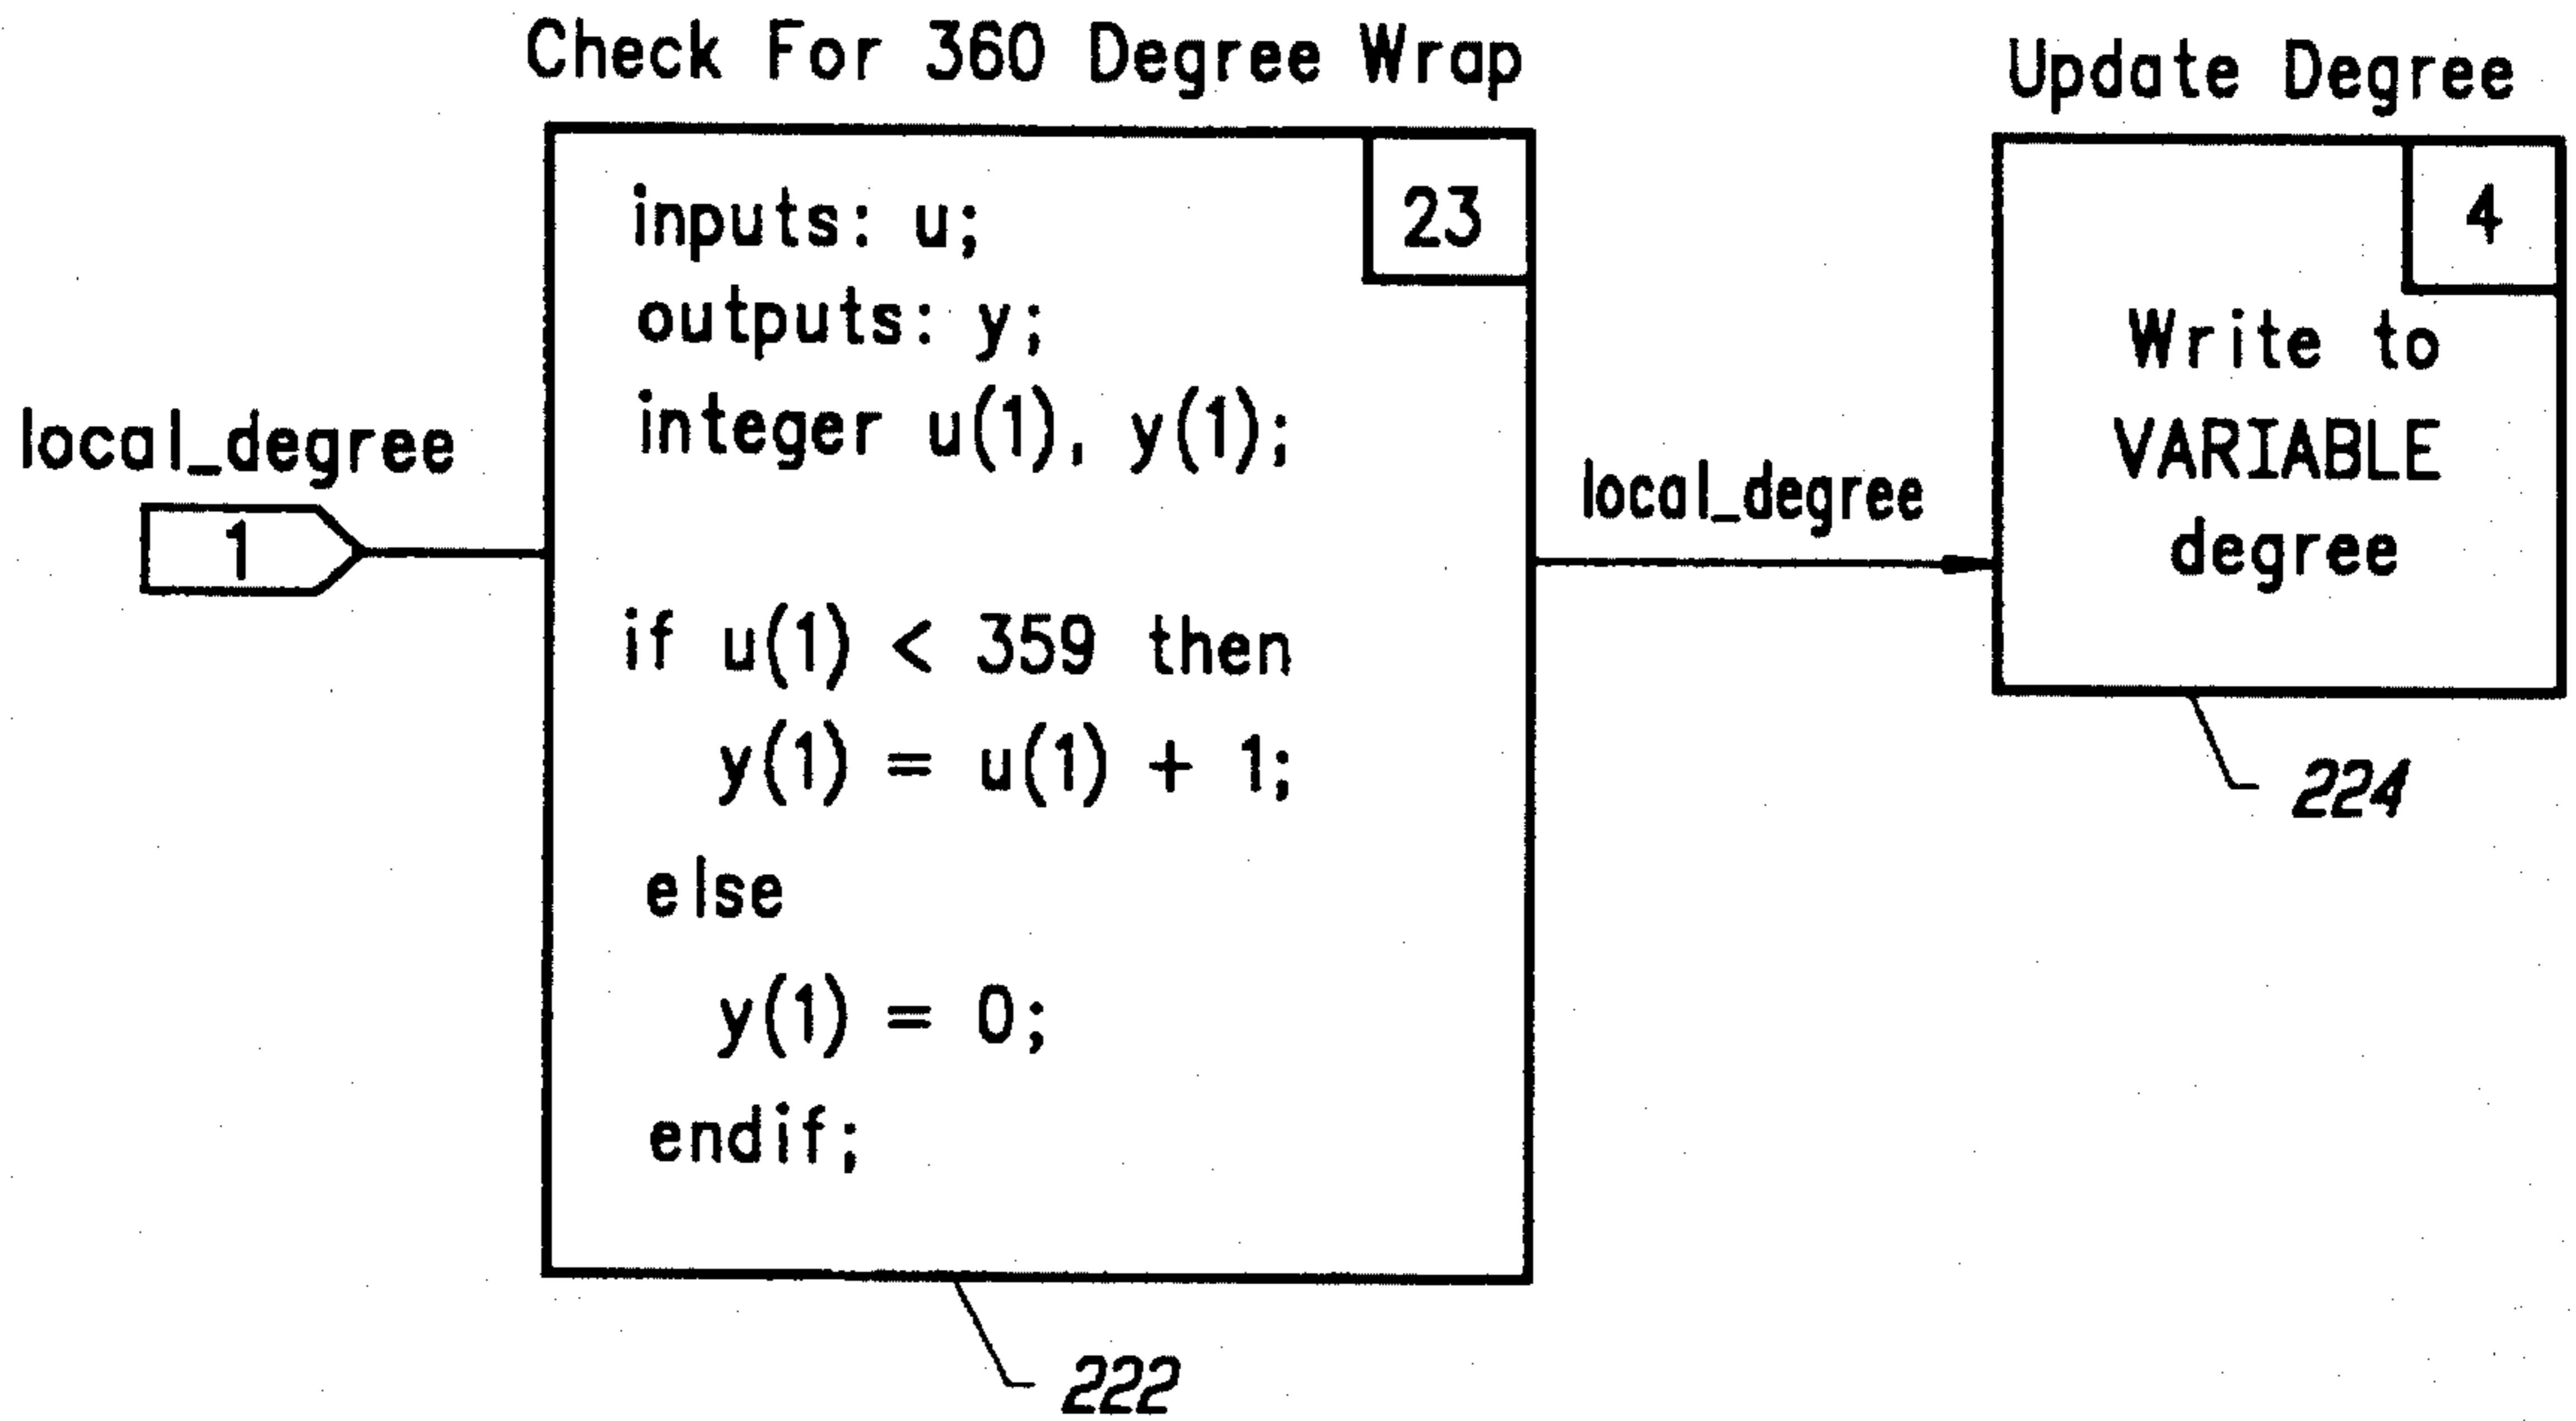 Check For 360 Degree Wrap
Update Degree
local_degree
1
23
inputs: u;
outputs: y;
integer u(1), y(1);
if u(1) < 359 then
y(1) = u(1) + 1;
else
y(1) = 0;
endif;
222
local_degree
4
Write to
VARIABLE
degree
224